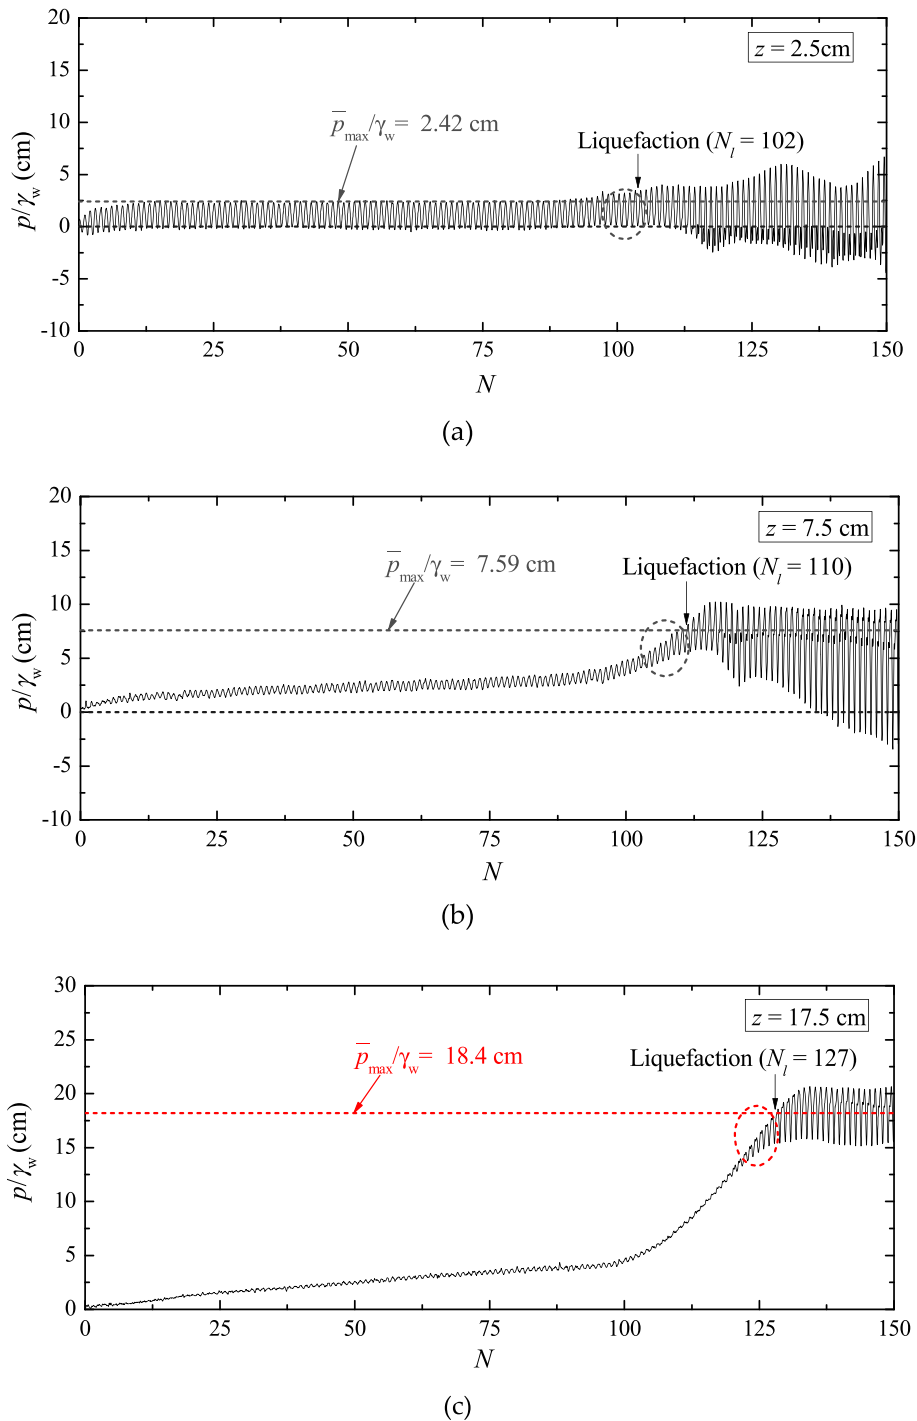 20
15
10
5
0
-5
-10
p/γw (cm)
z = 2.5cm
p̅max/γw= 2.42 cm
Liquefaction (Nl = 102)
0 25 50 75 100 125 150
N
(a)
20
15
10
5
0
-5
-10
p/γw (cm)
z = 7.5 cm
p̅max/γw= 7.59 cm
Liquefaction (Nl = 110)
0 25 50 75 100 125 150
N
(b)
30
25
20
15
10
5
0
p/γw (cm)
z = 17.5 cm
p̅max/γw= 18.4 cm
Liquefaction (Nl = 127)
0 25 50 75 100 125 150
N
(c)